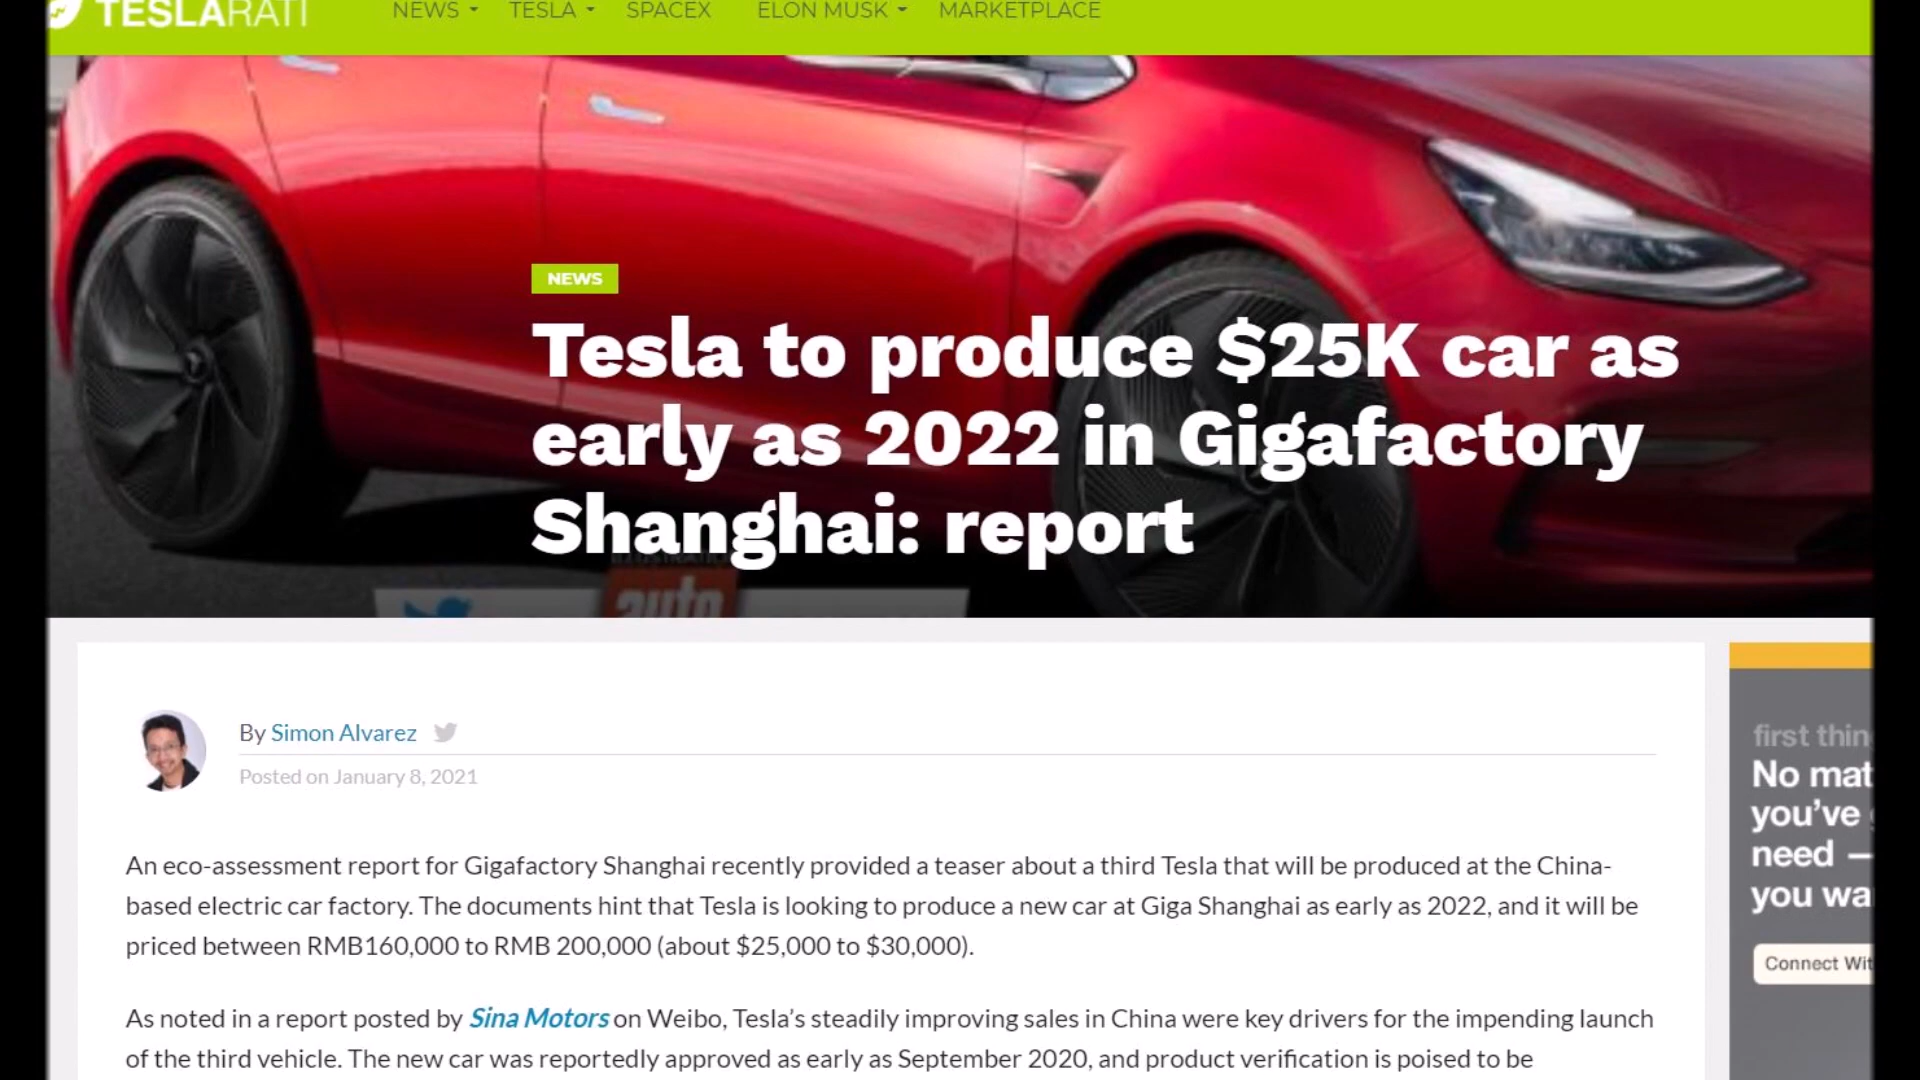 TESLARATI
NEWS TESLA SPACEX ELON MUSK MARKETPLACE
NEWS
Tesla to produce $25K car as
early as 2022 in Gigafactory
Shanghai: report
auto
By Simon Alvarez
Posted on January 8, 2021
An eco-assessment report for Gigafactory Shanghai recently provided a teaser about a third Tesla that will be produced at the China-
based electric car factory. The documents hint that Tesla is looking to produce a new car at Giga Shanghai as early as 2022, and it will be
priced between RMB160,000 to RMB 200,000 (about $25,000 to $30,000).
As noted in a report posted by Sina Motors on Weibo, Tesla's steadily improving sales in China were key drivers for the impending launch
of the third vehicle. The new car was reportedly approved as early as September 2020, and product verification is poised to be
first thin
No mat
you've
need —
you wa
Connect Wit